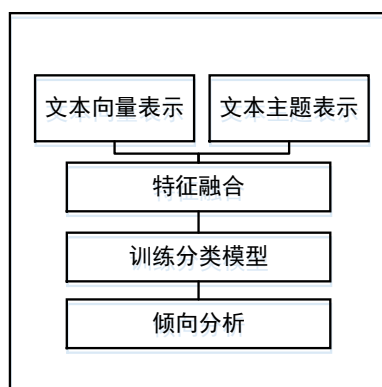 文本向量表示
文本主题表示
特征融合
训练分类模型
倾向分析